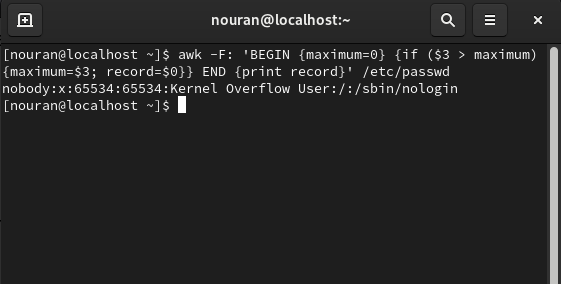 nouran@localhost:~
[nouran@localhost ~]$ awk -F: 'BEGIN {maximum=0} {if ($3 > maximum)
{maximum=$3; record=$0}} END {print record}' /etc/passwd
nobody:x:65534:65534:Kernel Overflow User:/:/sbin/nologin
[nouran@localhost ~]$